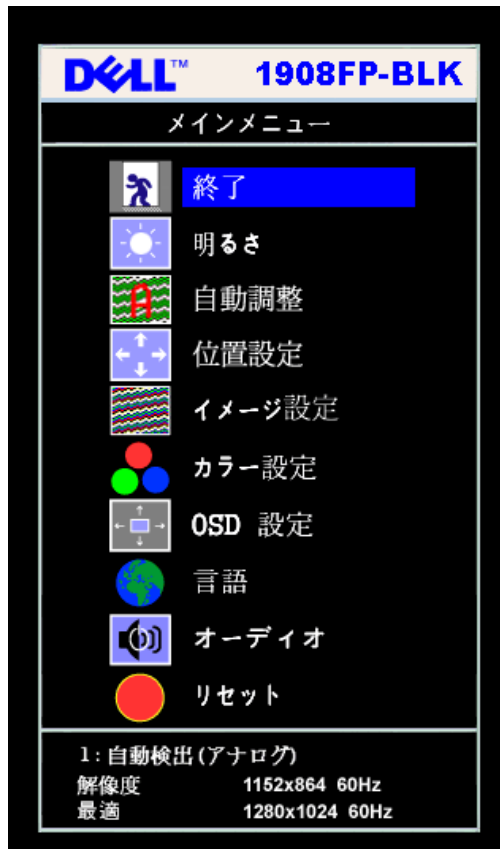 DELL™ 1908FP-BLK
メインメニュー
終了
明るさ
自動調整
位置設定
イメージ設定
カラー設定
OSD 設定
言語
オーディオ
リセット
1:自動検出(アナログ)
解像度 1152x864 60Hz
最適 1280x1024 60Hz